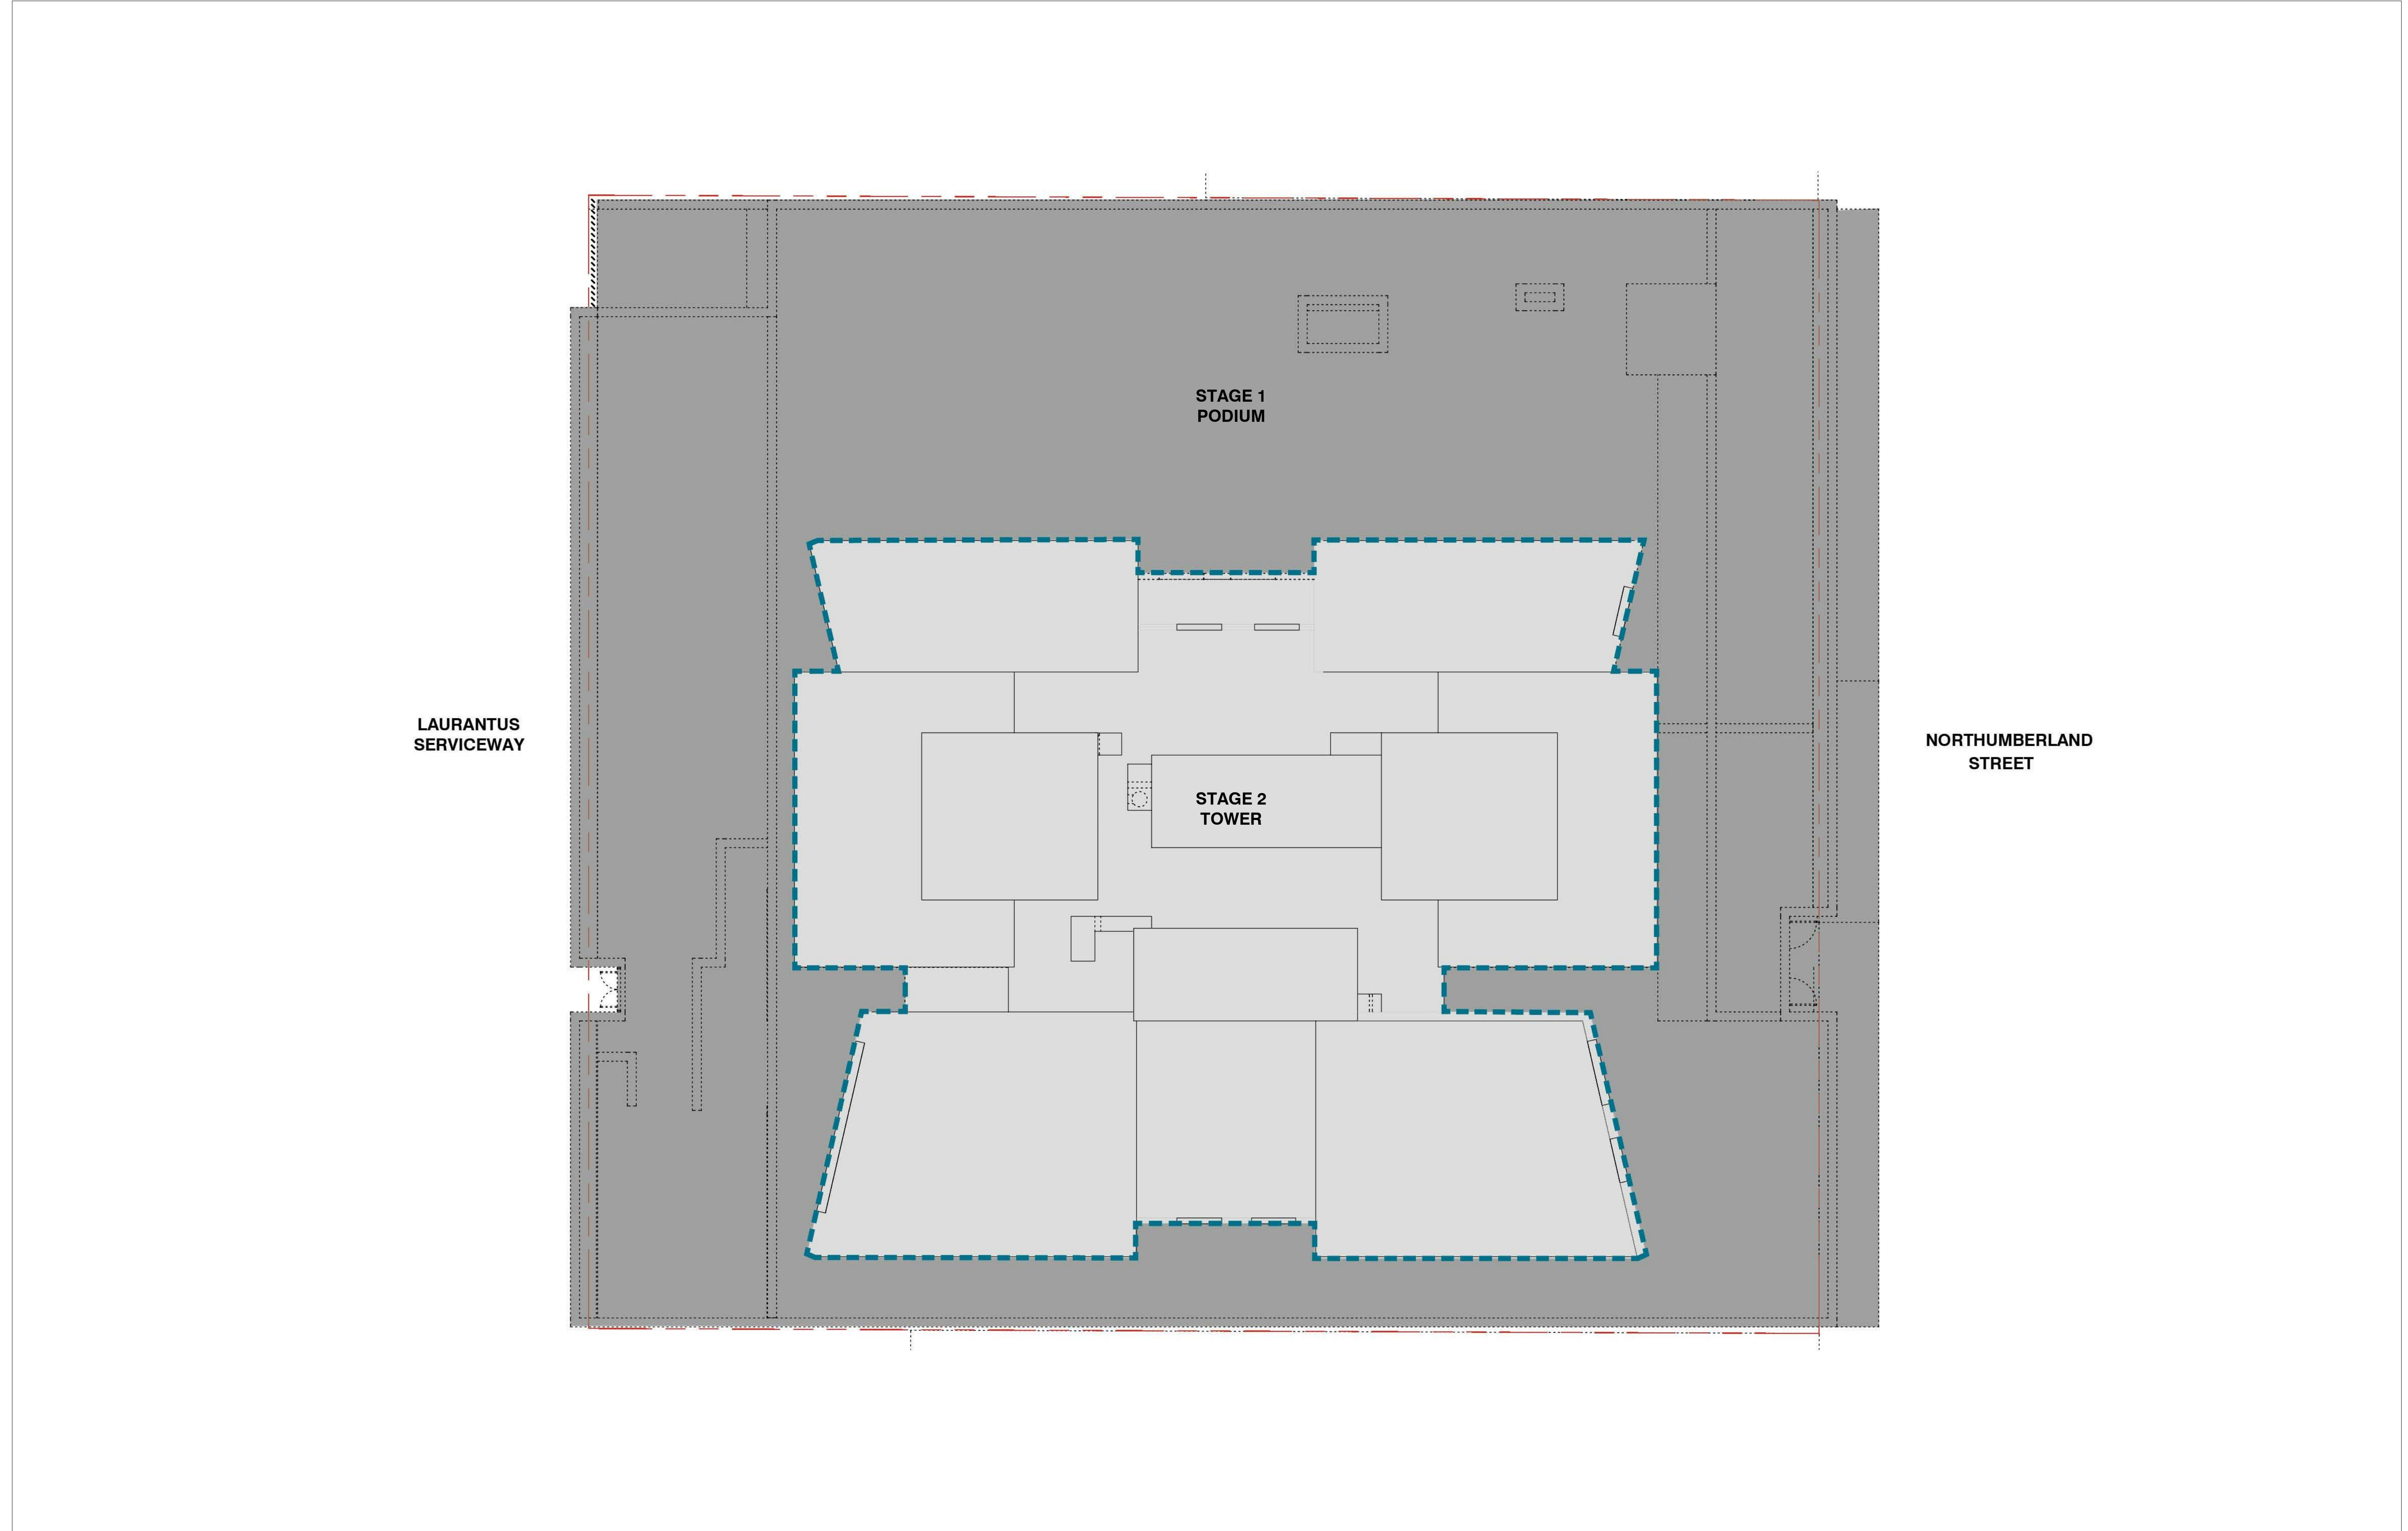 STAGE 1
PODIUM
LAURANTUS
SERVICEWAY
NORTHUMBERLAND
STREET
STAGE 2
TOWER